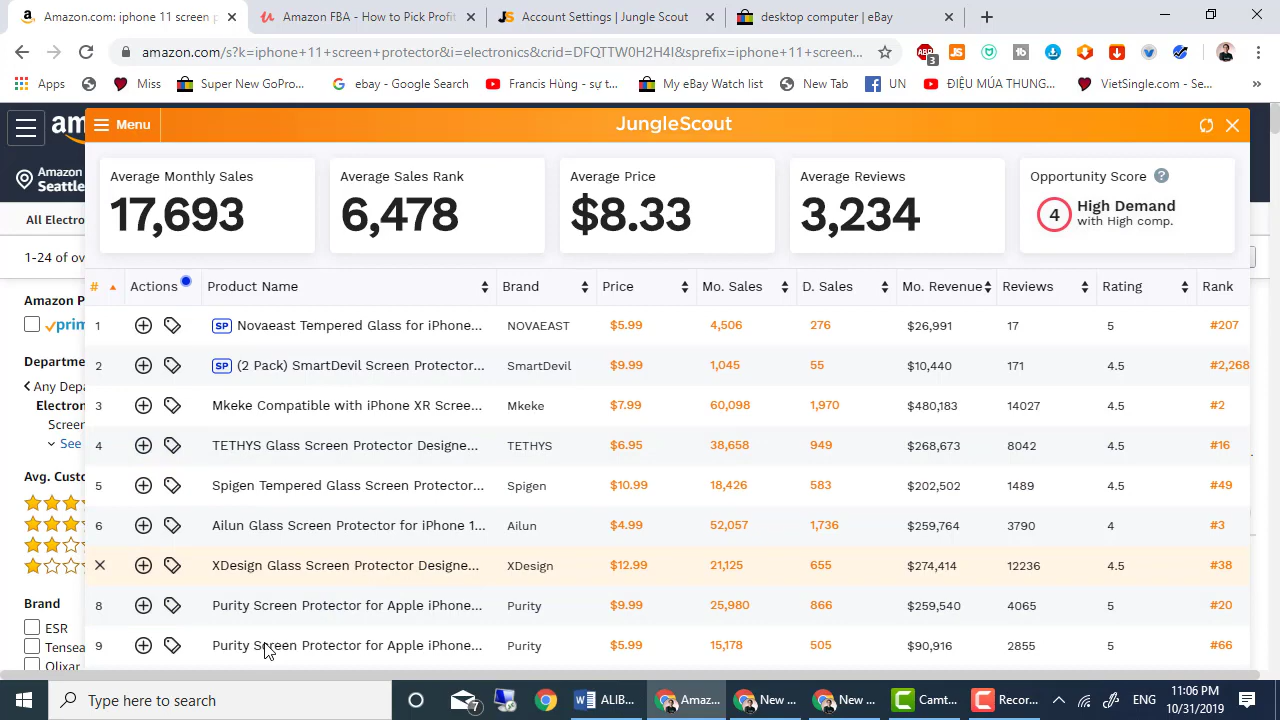 Amazon.com: iphone 11 screen p
Amazon FBA - How to Pick Profit
Account Settings | Jungle Scout
desktop computer | eBay
amazon.com/s?k=iphone+11+screen+protector&i=electronics&crid=DFQTTW0H2H4I&sprefix=iphone+11+screen...
3
Apps
Miss
Super New GoPro...
ebay - Google Search
Francis Hùng - sự t...
My eBay Watch list
New Tab
UN
ĐIỆU MÚA THUNG...
VietSingle.com - Se...
Menu
JungleScout
Amazon
Seattle
Average Monthly Sales
17,693
Average Sales Rank
6,478
Average Price
$8.33
Average Reviews
3,234
Opportunity Score ?
4 High Demand
with High comp.
All Electro
1-24 of ov
Amazon P
prim
Departme
Any Depa
Electron
Screen
See
Avg. Custo
Brand
ESR
Tensea
Olixar
# Actions Product Name Brand Price Mo. Sales D. Sales Mo. Revenue Reviews Rating Rank
1 SP Novaeast Tempered Glass for iPhone... NOVAEAST $5.99 4,506 276 $26,991 17 5 #207
2 SP (2 Pack) SmartDevil Screen Protector... SmartDevil $9.99 1,045 55 $10,440 171 4.5 #2,268
3 Mkeke Compatible with iPhone XR Scree... Mkeke $7.99 60,098 1,970 $480,183 14027 4.5 #2
4 TETHYS Glass Screen Protector Designe... TETHYS $6.95 38,658 949 $268,673 8042 4.5 #16
5 Spigen Tempered Glass Screen Protector... Spigen $10.99 18,426 583 $202,502 1489 4.5 #49
6 Ailun Glass Screen Protector for iPhone 1... Ailun $4.99 52,057 1,736 $259,764 3790 4 #3
XDesign Glass Screen Protector Designe... XDesign $12.99 21,125 655 $274,414 12236 4.5 #38
8 Purity Screen Protector for Apple iPhone... Purity $9.99 25,980 866 $259,540 4065 5 #20
9 Purity Screen Protector for Apple iPhone... Purity $5.99 15,178 505 $90,916 2855 5 #66
Type here to search
7
ALIB...
Amaz...
New ...
New ...
Camt...
Recor...
ENG
11:06 PM
10/31/2019